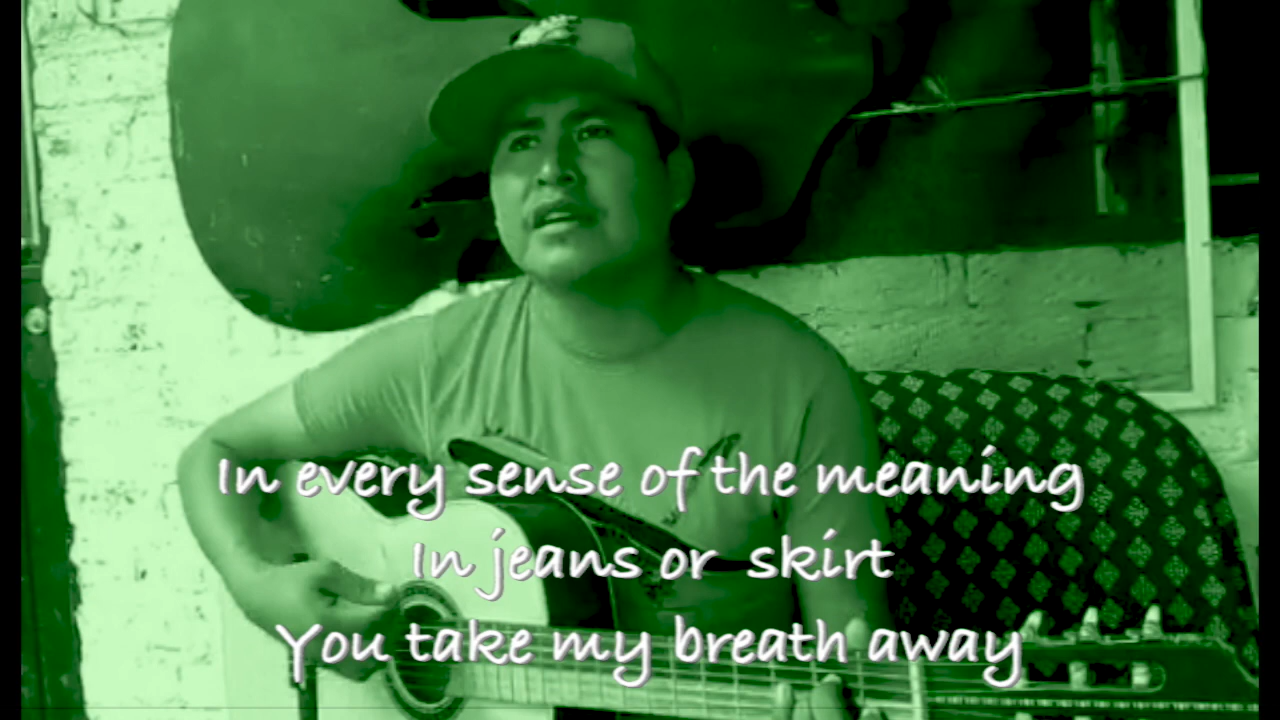 In every sense of the meaning
In jeans or skirt
You take my breath away